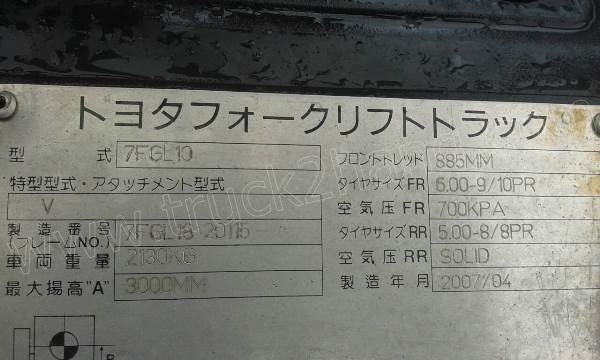 トヨタフォークリフトトラック
型 式 7FGL10
特型型式・アタッチメント型式
V
製造番号 (フレームNO.) 7FGL18-20115
車両重量 2130KG
最大揚高"A" 3000MM
フロントトレッド 885MM
タイヤサイズFR 6.00-9/10PR
空気圧FR 700KPA
タイヤサイズRR 5.00-8/8PR
空気圧RR SOLID
製造年月 2007/04